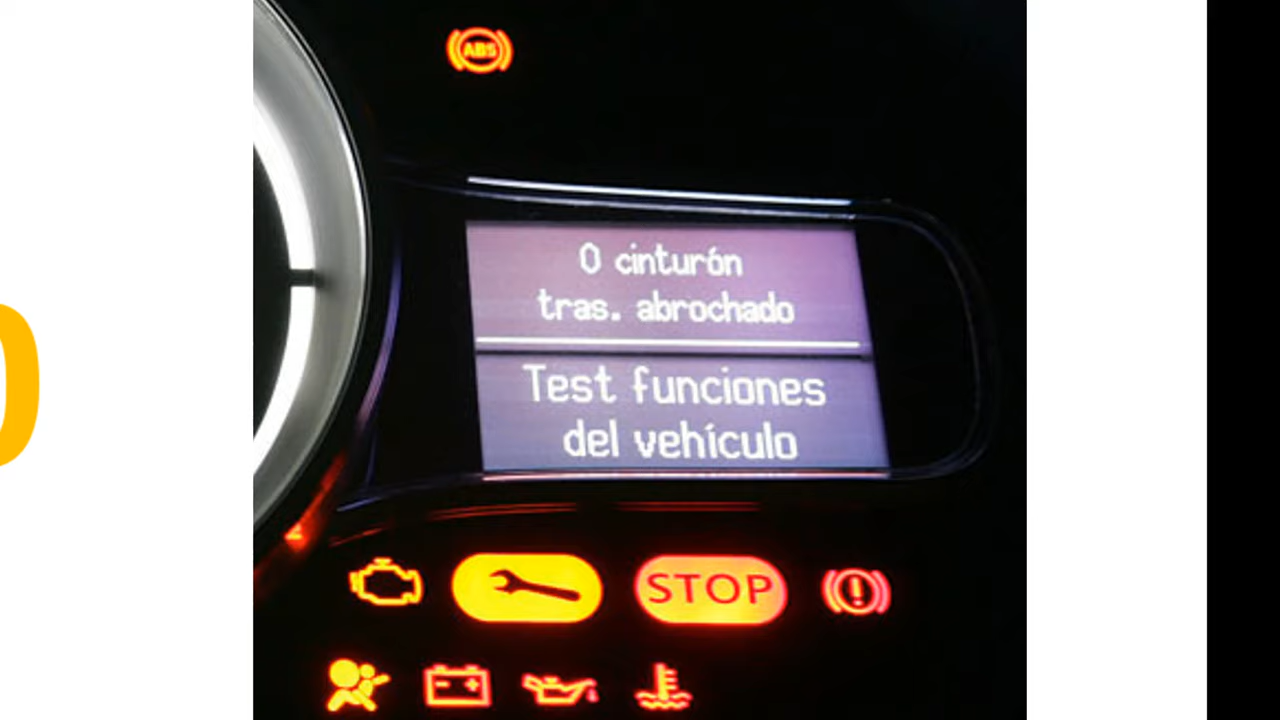 ABS
0 cinturón
tras. abrochado
Test funciones
del vehículo
STOP